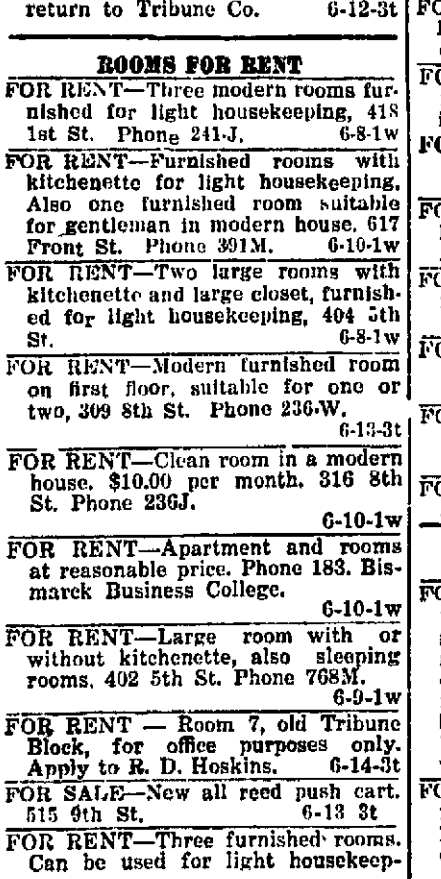 return to Tribune Co. 6-12-3t
ROOMS FOR RENT
FOR RENT—Three modern rooms fur-
nished for light housekeeping, 418
1st St. Phone 241-J. 6-8-1w
FOR RENT—Furnished rooms with
kitchenette for light housekeeping.
Also one furnished room suitable
for gentleman in modern house. 617
Front St. Phone 391M. 6-10-1w
FOR RENT—Two large rooms with
kitchenette and large closet, furnish-
ed for light housekeeping, 404 5th
St. 6-8-1w
FOR RENT—Modern furnished room
on first floor, suitable for one or
two, 309 8th St. Phone 236-W.
6-13-3t
FOR RENT—Clean room in a modern
house. $10.00 per month. 316 8th
St. Phone 236J.
6-10-1w
FOR RENT—Apartment and rooms
at reasonable price. Phone 183. Bis-
marck Business College.
6-10-1w
FOR RENT—Large room with or
without kitchenette, also sleeping
rooms. 402 5th St. Phone 768M.
6-9-1w
FOR RENT — Room 7, old Tribune
Block, for office purposes only.
Apply to R. D. Hoskins. 6-14-3t
FOR SALE—New all reed push cart.
515 9th St. 6-13 3t
FOR RENT—Three furnished rooms.
Can be used for light housekeep-